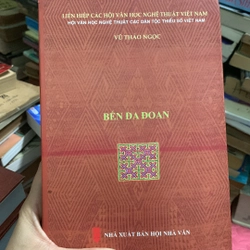 LIÊN HIỆP CÁC HỘI VĂN HỌC NGHỆ THUẬT VIỆT NAM
HỘI VĂN HỌC NGHỆ THUẬT CÁC DÂN TỘC THIỂU SỐ VIỆT NAM
VŨ THẢO NGỌC
BẾN ĐA ĐOAN
NHÀ XUẤT BẢN HỘI NHÀ VĂN